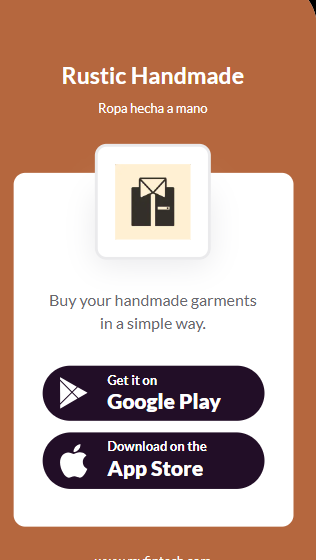 Rustic Handmade
Ropa hecha a mano
Buy your handmade garments
in a simple way.
Get it on
Google Play
Download on the
App Store